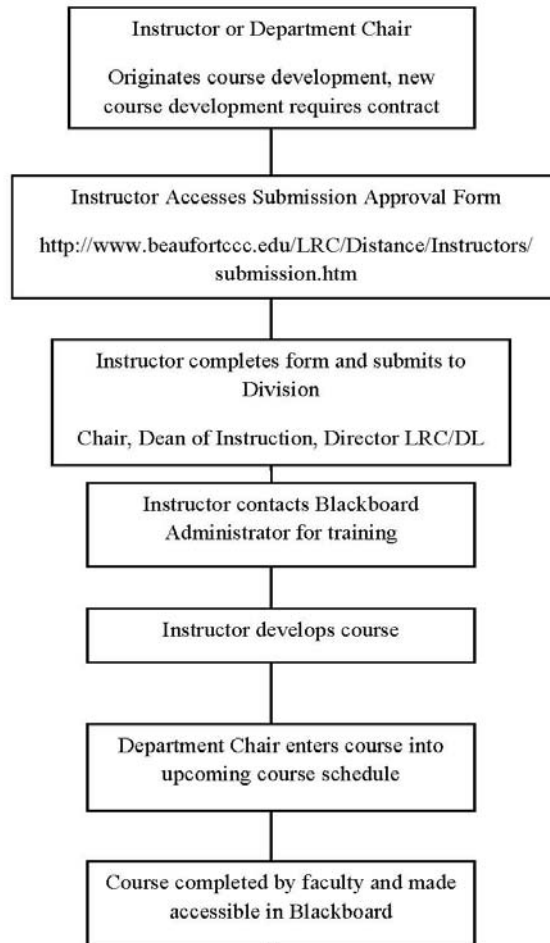 Instructor or Department Chair
Originates course development, new
course development requires contract
Instructor Accesses Submission Approval Form
http://www.beaufortccc.edu/LRC/Distance/Instructors/
submission.htm
Instructor completes form and submits to
Division
Chair, Dean of Instruction, Director LRC/DL
Instructor contacts Blackboard
Administrator for training
Instructor develops course
Department Chair enters course into
upcoming course schedule
Course completed by faculty and made
accessible in Blackboard